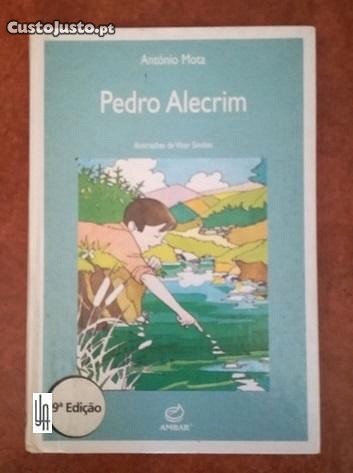 CustoJusto.pt
António Mota
Pedro Alecrim
Ilustrações de Vítor Simões
9ª Edição
AMBAR